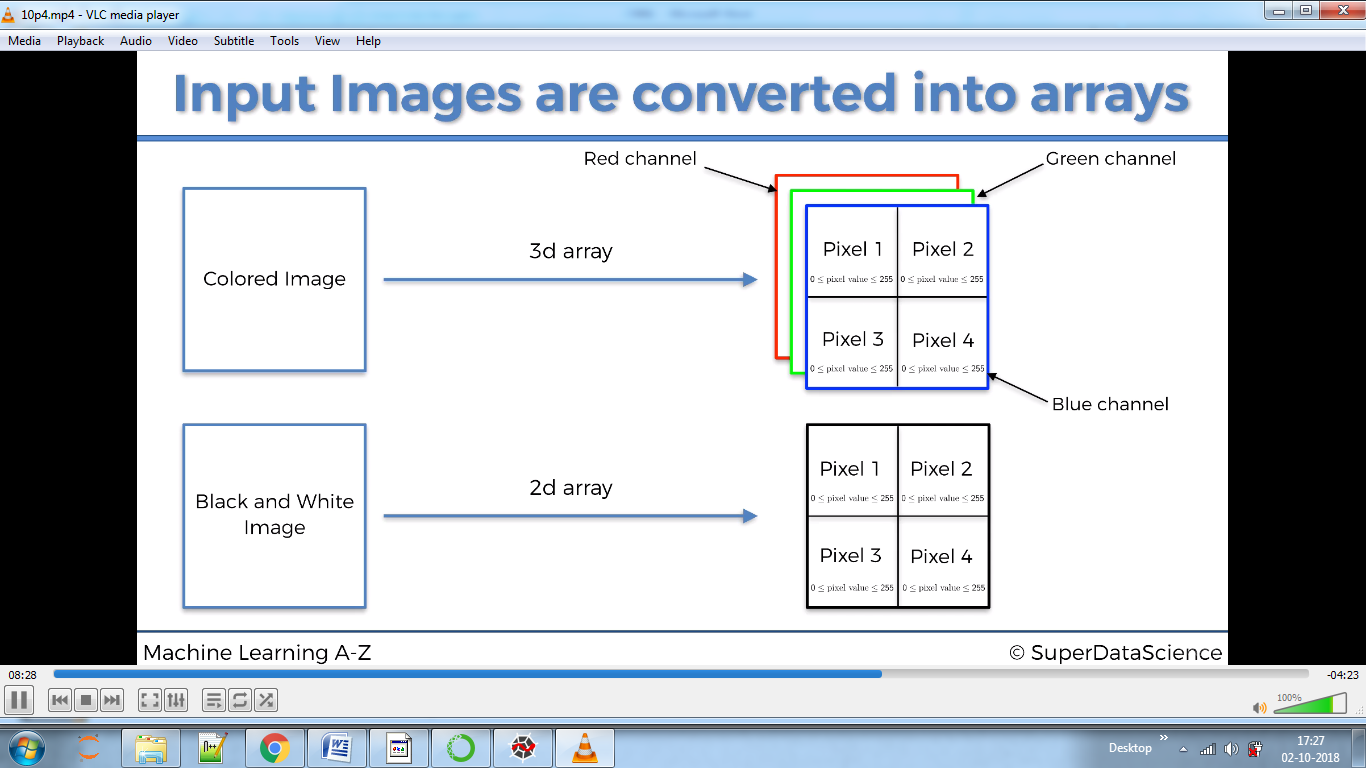 10p4.mp4 - VLC media player
Media Playback Audio Video Subtitle Tools View Help
Input Images are converted into arrays
Red channel
Green channel
Colored Image
3d array
Pixel 1
Pixel 2
0 ≤ pixel value ≤ 255
0 ≤ pixel value ≤ 255
Pixel 3
Pixel 4
0 ≤ pixel value ≤ 255
0 ≤ pixel value ≤ 255
Blue channel
Black and White
Image
2d array
Pixel 1
Pixel 2
0 ≤ pixel value ≤ 255
0 ≤ pixel value ≤ 255
Pixel 3
Pixel 4
0 ≤ pixel value ≤ 255
0 ≤ pixel value ≤ 255
Machine Learning A-Z
© SuperDataScience
08:28
-04:23
100%
N++
W
Desktop
17:27
02-10-2018